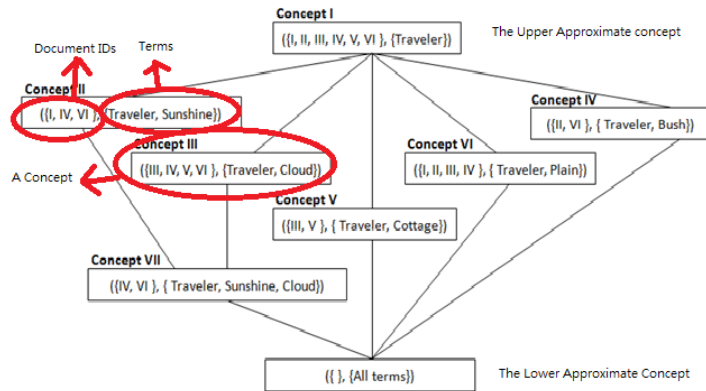 Concept I
({I, II, III, IV, V, VI }, {Traveler})
The Upper Approximate concept
Document IDs
Terms
Concept II
({I, IV, VI }, {Traveler, Sunshine})
Concept IV
({II, VI }, { Traveler, Bush})
Concept III
({III, IV, V, VI }, {Traveler, Cloud})
Concept VI
({I, II, III, IV }, { Traveler, Plain})
A Concept
Concept V
({III, V }, { Traveler, Cottage})
Concept VII
({IV, VI }, { Traveler, Sunshine, Cloud})
({ }, {All terms})
The Lower Approximate Concept